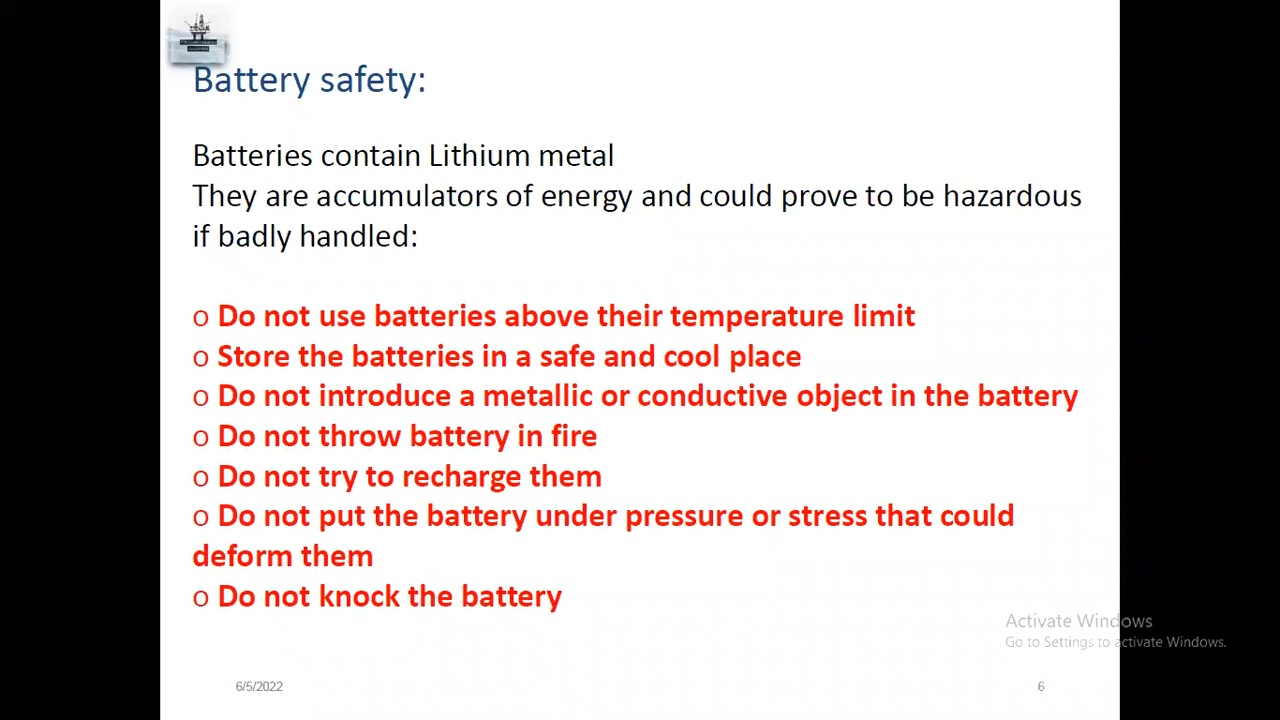 Battery safety:
Batteries contain Lithium metal
They are accumulators of energy and could prove to be hazardous
if badly handled:
o Do not use batteries above their temperature limit
o Store the batteries in a safe and cool place
o Do not introduce a metallic or conductive object in the battery
o Do not throw battery in fire
o Do not try to recharge them
o Do not put the battery under pressure or stress that could
deform them
o Do not knock the battery
Activate Windows
Go to Settings to activate Windows.
6/5/2022
6